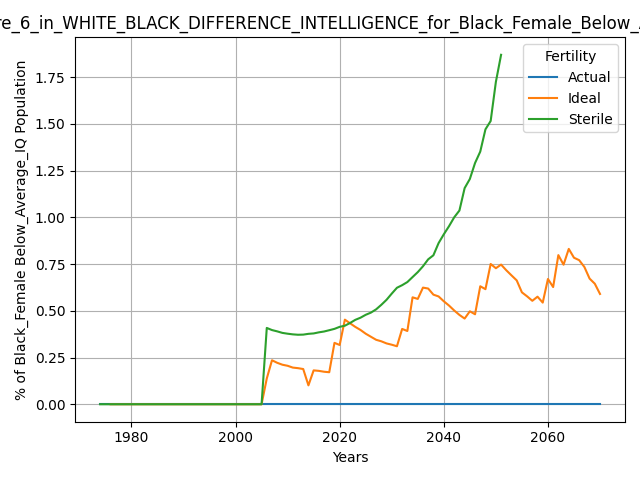 re_6_in_WHITE_BLACK_DIFFERENCE_INTELLIGENCE_for_Black_Female_Below_A
% of Black_Female Below_Average_IQ Population
1.75
1.50
1.25
1.00
0.75
0.50
0.25
0.00
Fertility
Actual
Ideal
Sterile
1980
2000
2020
2040
2060
Years